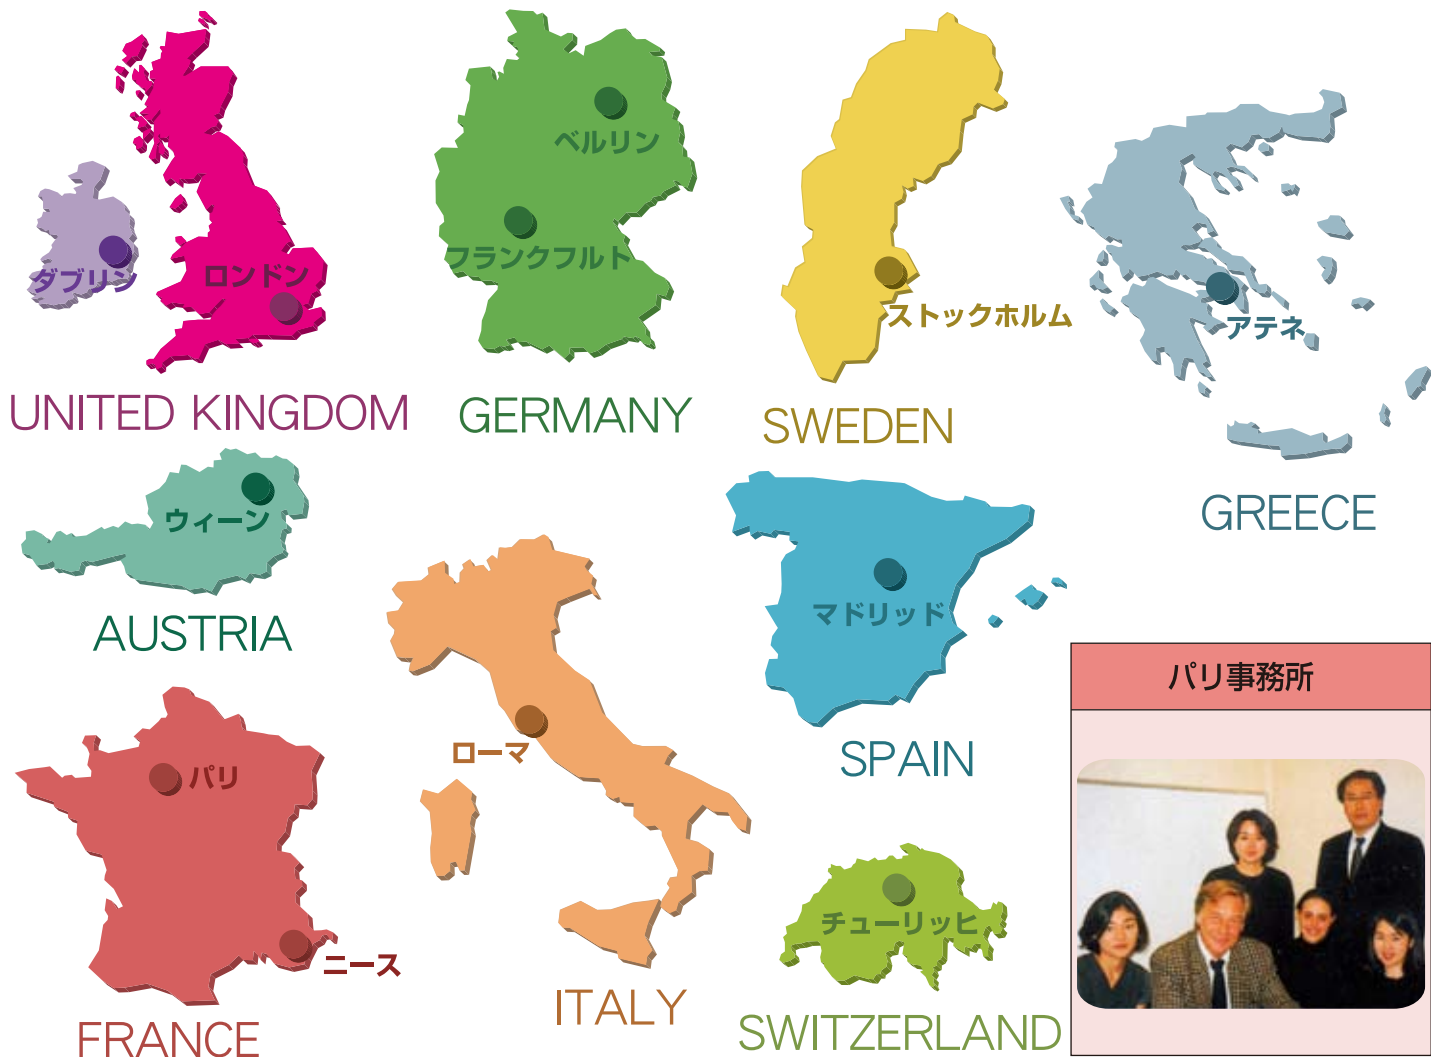 ダブリン
ロンドン
UNITED KINGDOM
ベルリン
フランクフルト
GERMANY
ストックホルム
SWEDEN
アテネ
GREECE
ウィーン
AUSTRIA
ローマ
ITALY
マドリッド
SPAIN
パリ
ニース
FRANCE
チューリッヒ
SWITZERLAND
パリ事務所